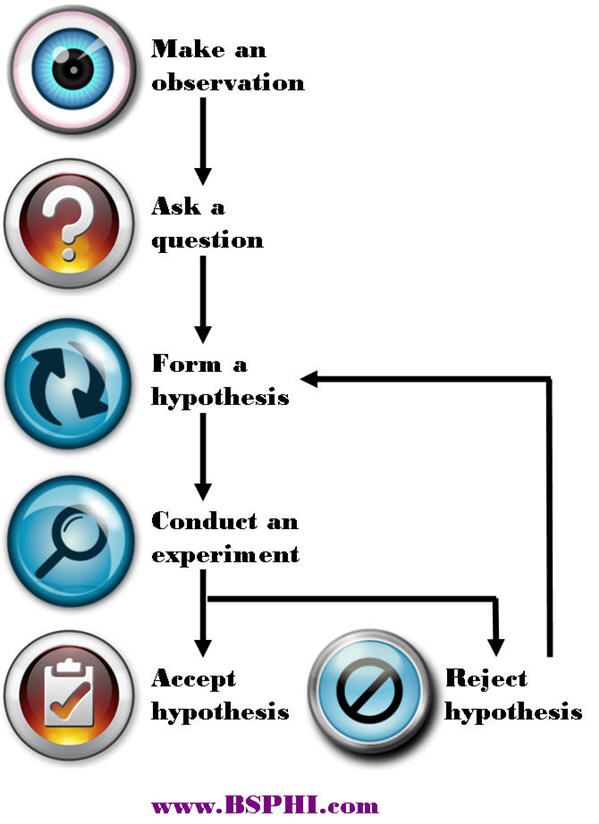 Make an
observation
Ask a
question
Form a
hypothesis
Conduct an
experiment
Accept
hypothesis
Reject
hypothesis
www.BSPHI.com